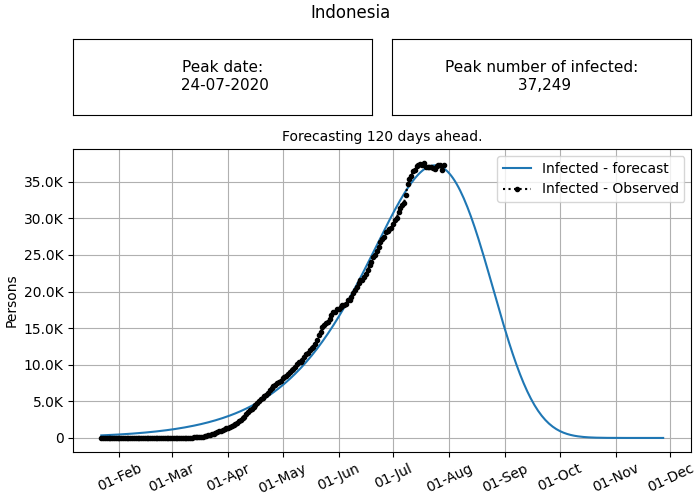 Indonesia
Peak date:
24-07-2020
Peak number of infected:
37,249
Forecasting 120 days ahead.
Infected - forecast
Infected - Observed
Persons
35.0K
30.0K
25.0K
20.0K
15.0K
10.0K
5.0K
0
01-Feb
01-Mar
01-Apr
01-May
01-Jun
01-Jul
01-Aug
01-Sep
01-Oct
01-Nov
01-Dec